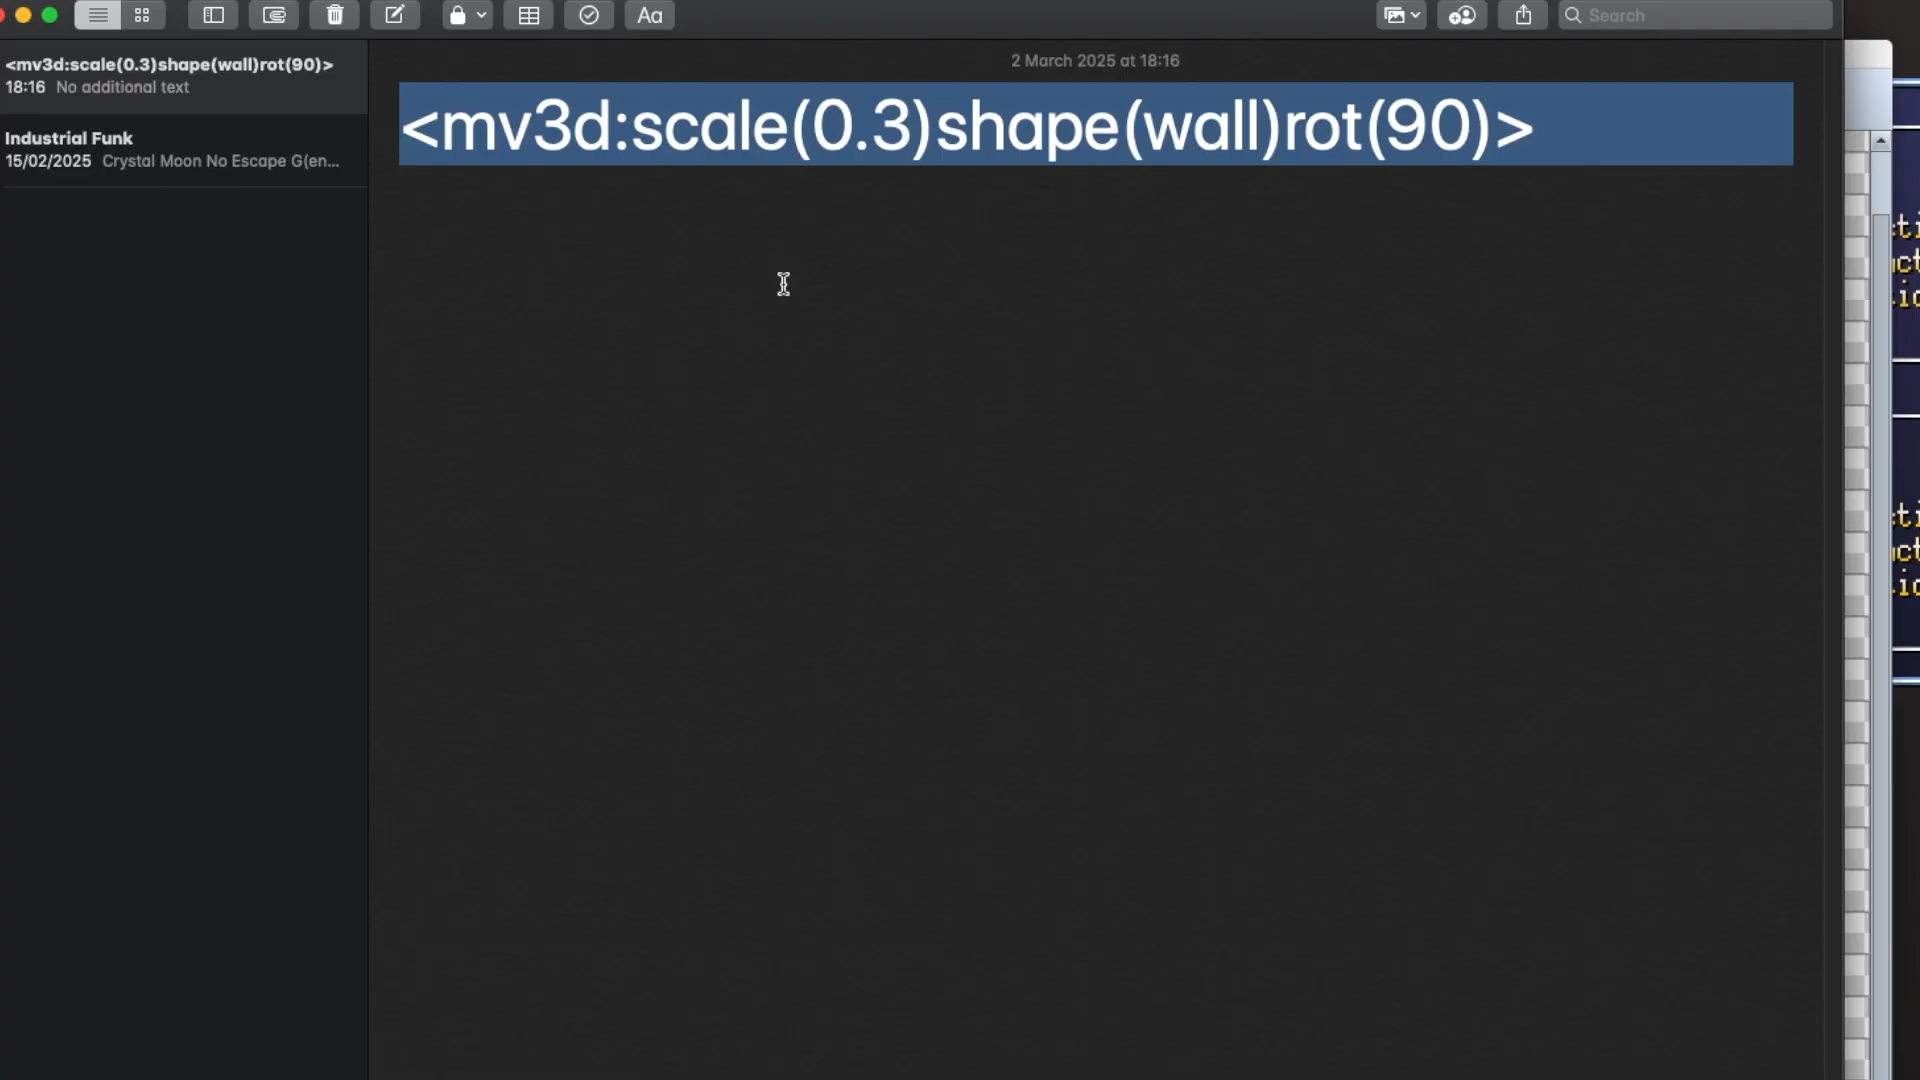 Aa
Search
<mv3d:scale(0.3)shape(wall)rot(90)>
18:16 No additional text
Industrial Funk
15/02/2025 Crystal Moon No Escape G(en...
2 March 2025 at 18:16
<mv3d:scale(0.3)shape(wall)rot(90)>